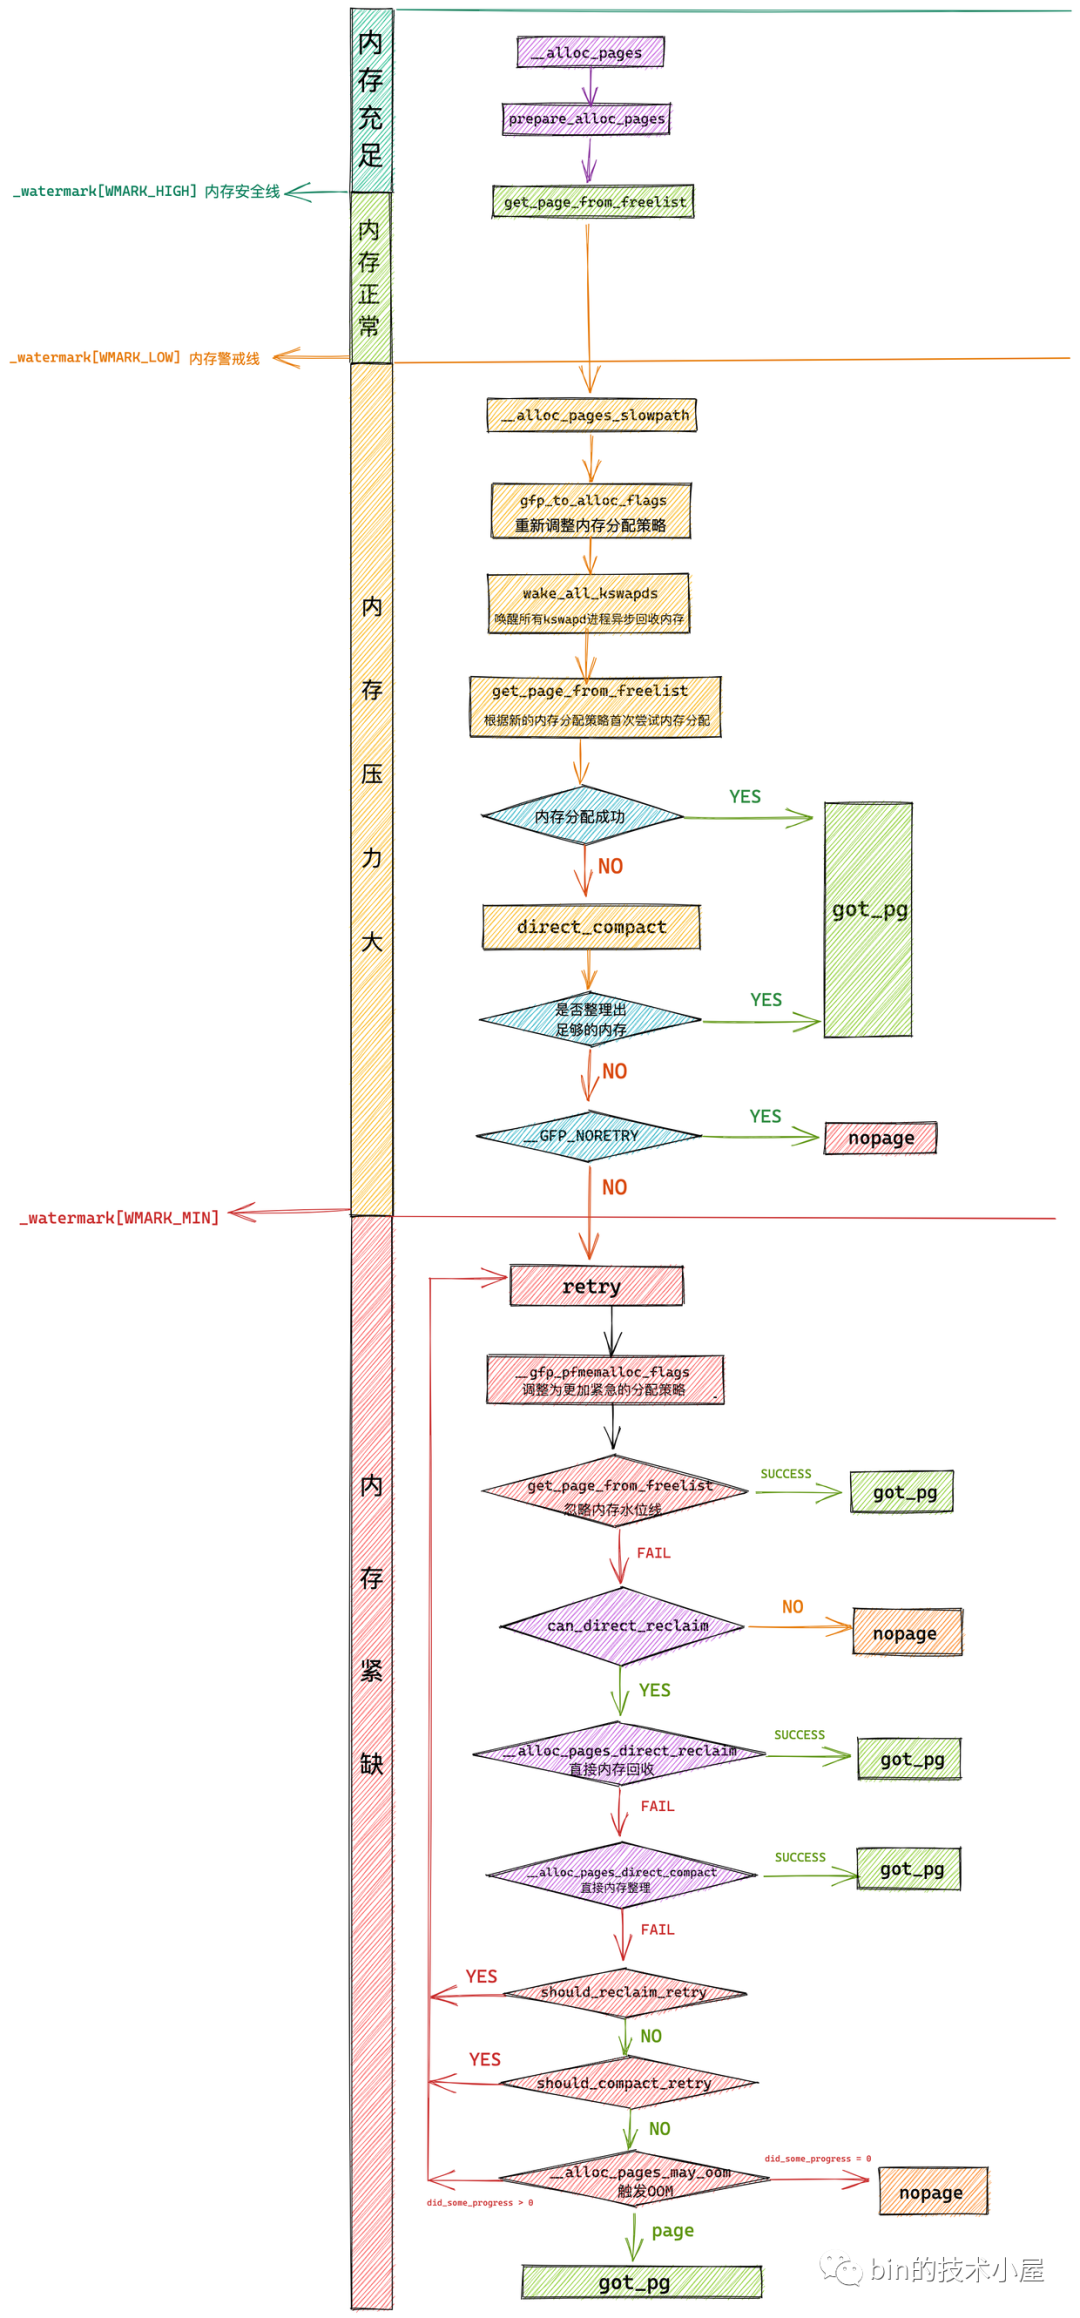 内存充足
__alloc_pages
prepare_alloc_pages
_watermark[WMARK_HIGH] 内存安全线
get_page_from_freelist
内存正常
_watermark[WMARK_LOW] 内存警戒线
__alloc_pages_slowpath
gfp_to_alloc_flags
重新调整内存分配策略
wake_all_kswapds
唤醒所有kswapd进程异步回收内存
内存压力大
get_page_from_freelist
根据新的内存分配策略首次尝试内存分配
内存分配成功
YES
NO
got_pg
direct_compact
是否整理出
足够的内存
YES
NO
__GFP_NORETRY
YES
nopage
NO
_watermark[WMARK_MIN]
retry
__gfp_pfmemalloc_flags
调整为更加紧急的分配策略
内存紧缺
get_page_from_freelist
忽略内存水位线
SUCCESS
got_pg
FAIL
can_direct_reclaim
NO
nopage
YES
__alloc_pages_direct_reclaim
直接内存回收
SUCCESS
got_pg
FAIL
__alloc_pages_direct_compact
直接内存整理
SUCCESS
got_pg
FAIL
YES
should_reclaim_retry
NO
YES
should_compact_retry
NO
__alloc_pages_may_oom
触发OOM
did_some_progress = 0
nopage
did_some_progress > 0
page
got_pg
bin的技术小屋